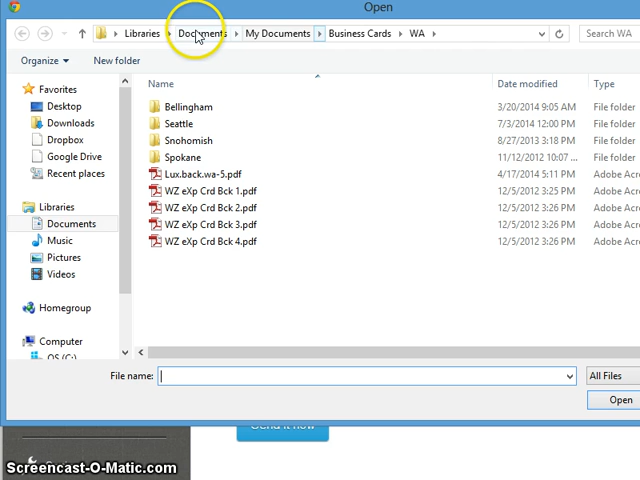 Open
Libraries Documents My Documents Business Cards WA Search WA
Organize New folder
Favorites
Desktop
Downloads
Dropbox
Google Drive
Recent places
Libraries
Documents
Music
Pictures
Videos
Homegroup
Computer
Name Date modified Type
Bellingham 3/20/2014 9:05 AM File folder
Seattle 7/3/2014 12:00 PM File folder
Snohomish 8/27/2013 3:18 PM File folder
Spokane 11/12/2012 10:07 ... File folder
Lux.back.wa-5.pdf 4/17/2014 5:11 PM Adobe Acro
WZ eXp Crd Bck 1.pdf 12/5/2012 3:25 PM Adobe Acro
WZ eXp Crd Bck 2.pdf 12/5/2012 3:26 PM Adobe Acro
WZ eXp Crd Bck 3.pdf 12/5/2012 3:26 PM Adobe Acro
WZ eXp Crd Bck 4.pdf 12/5/2012 3:26 PM Adobe Acro
File name: All Files
Open
Send it now
Screencast-O-Matic.com